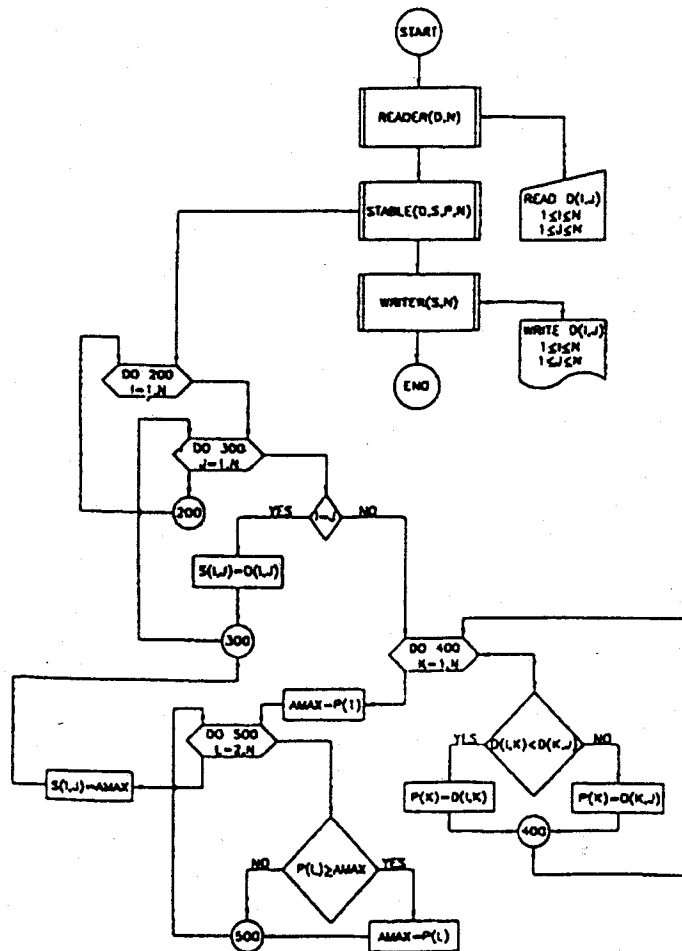 START
READER(D,N)
READ D(I,J)
1≤I≤N
1≤J≤N
STABLE(D,S,P,N)
WRITER(S,N)
WRITE D(I,J)
1≤I≤N
1≤J≤N
END
DO 200
I=1,N
DO 300
J=1,N
200
YES
I=J
NO
S(I,J)=D(I,J)
300
DO 400
K=1,N
AMAX=P(1)
DO 500
L=2,N
S(I,J)=AMAX
YES
D(I,K)<D(K,J)
NO
P(K)=D(I,K)
P(K)=D(K,J)
400
NO
P(L)≥AMAX
YES
500
AMAX=P(L)